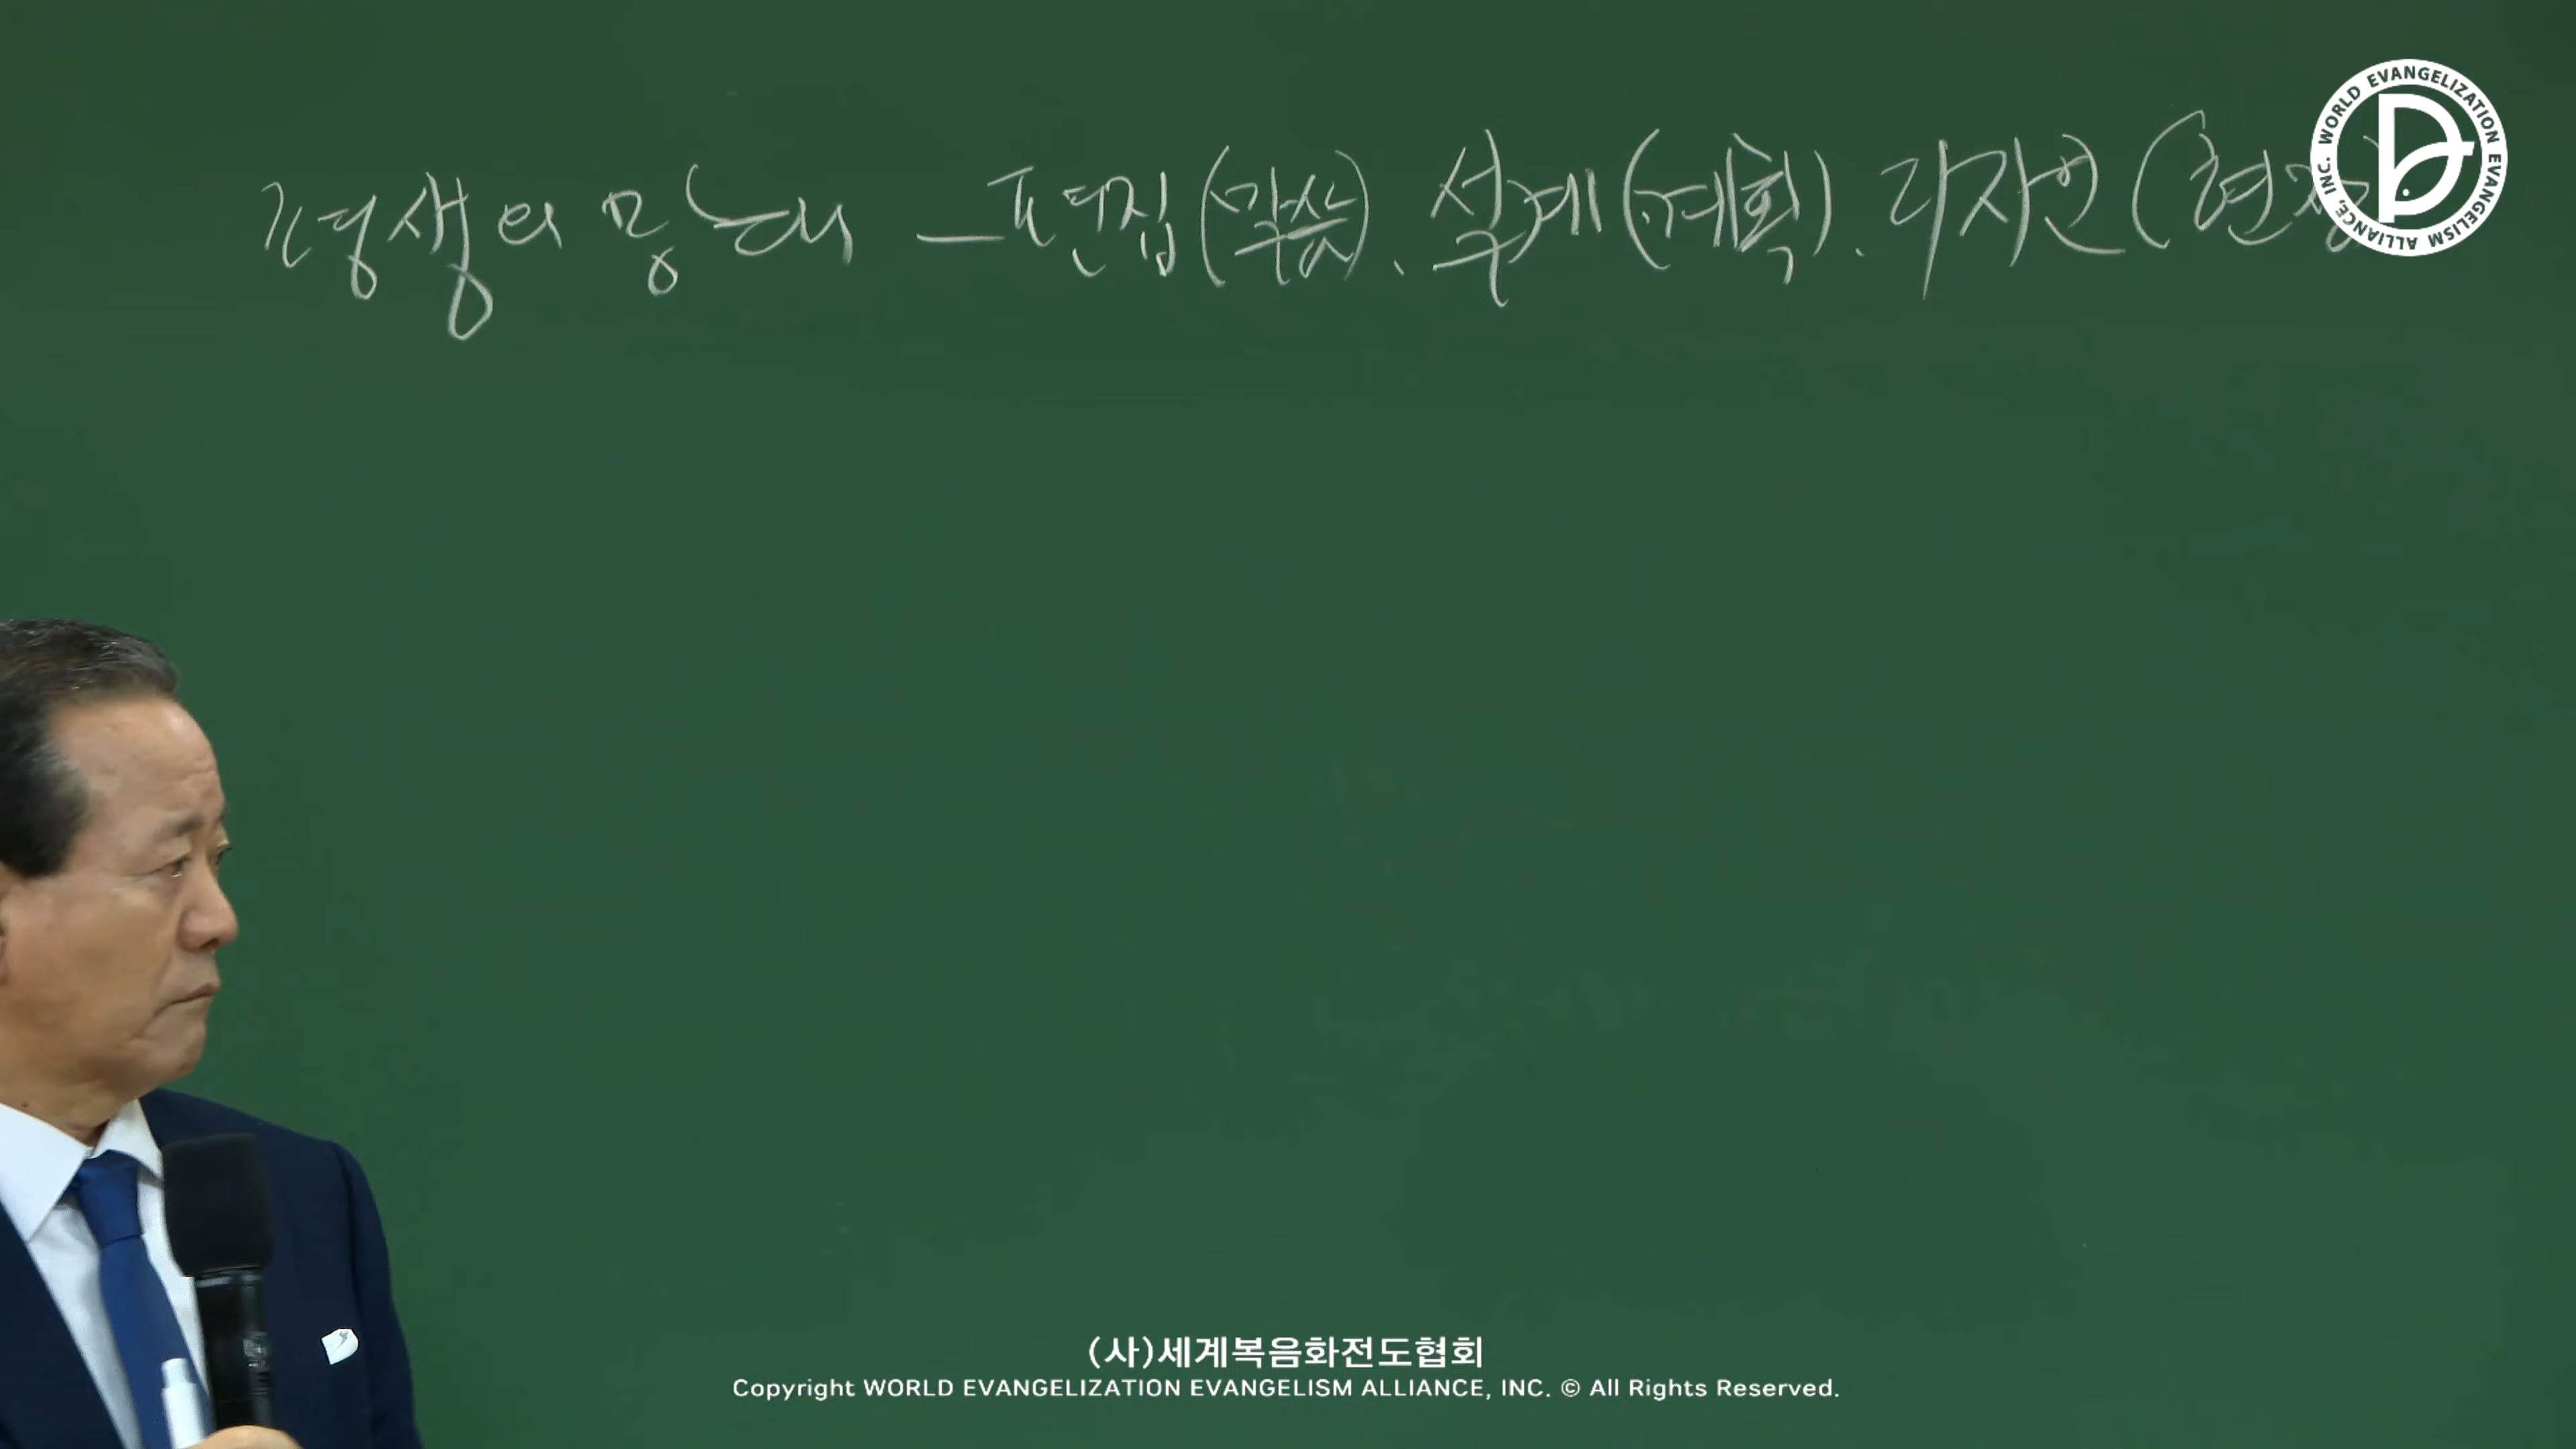 평생의 망대 - 편집(말씀). 설계(계획). 디자인(현장)
WORLD EVANGELIZATION EVANGELISM ALLIANCE, INC.
(사)세계복음화전도협회
Copyright WORLD EVANGELIZATION EVANGELISM ALLIANCE, INC. © All Rights Reserved.